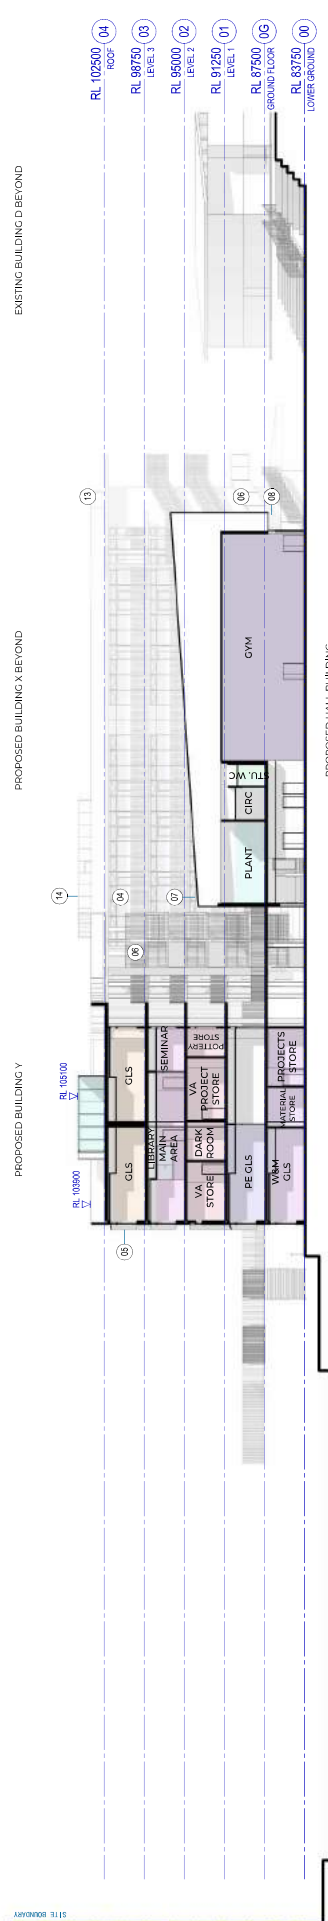 RL 102500
04
ROOF
RL 98750
03
LEVEL 3
RL 95000
02
LEVEL 2
RL 91250
01
LEVEL 1
RL 87500
0G
GROUND FLOOR
RL 83750
00
LOWER GROUND
EXISTING BUILDING D BEYOND
13
06
08
PROPOSED BUILDING X BEYOND
GYM
STU. WC
CIRC
PLANT
14
04
07
06
PROPOSED BUILDING Y
RL 105100
RL 103900
GLS
SEMINAR
POTTERY
STORE
VA
PROJECT
STORE
PROJECTS
STORE
MATERIAL
STORE
GLS
LIBRARY
MAIN
AREA
DARK
ROOM
VA
STORE
PE GLS
W&M
GLS
05
SITE BOUNDARY